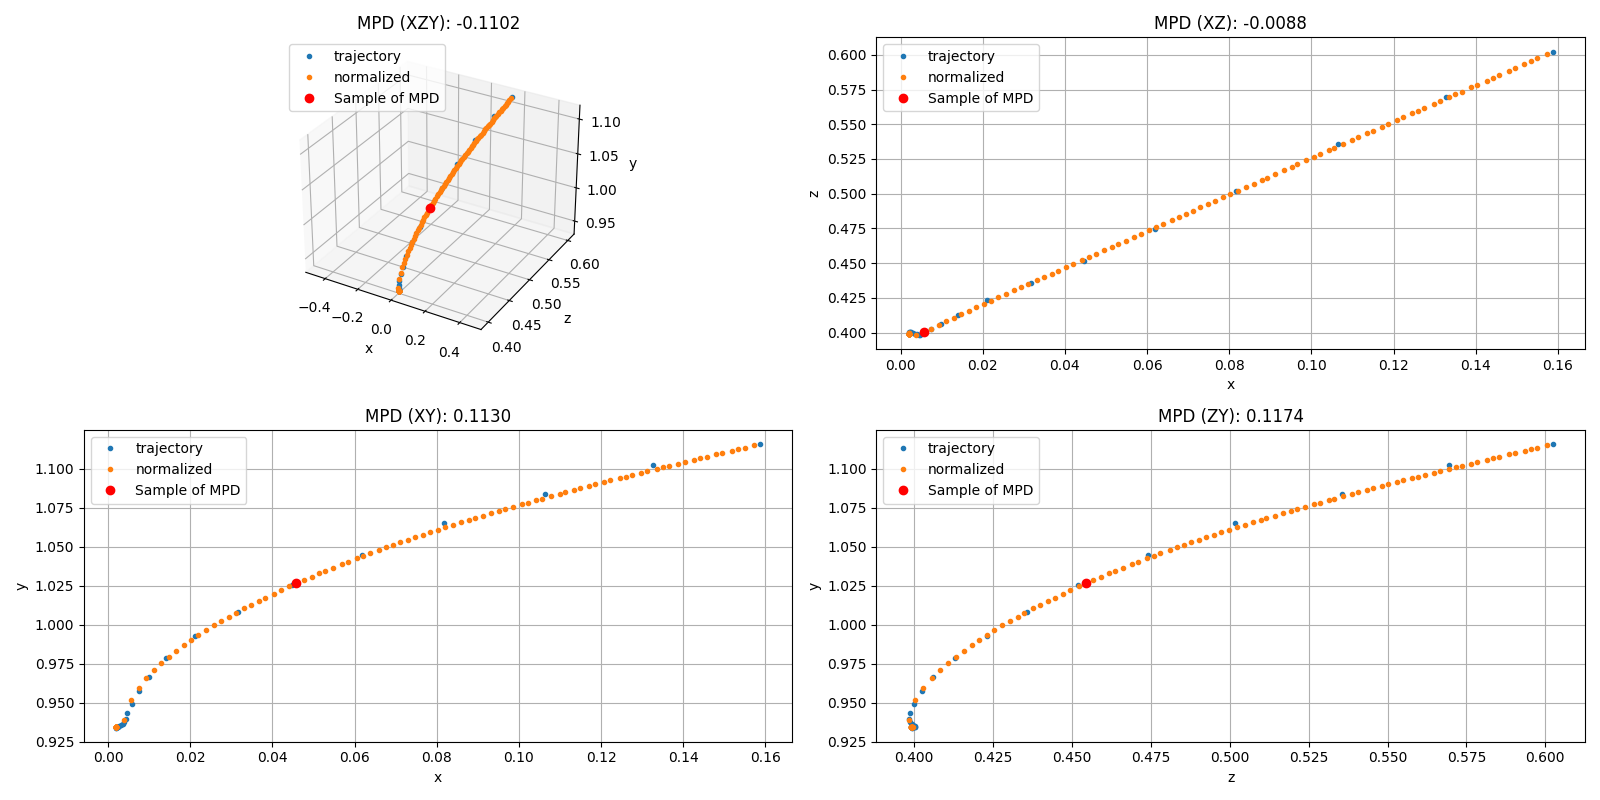 MPD (XZY): -0.1102
trajectory
normalized
Sample of MPD
1.10
1.05
y
1.00
0.95
0.60
0.55
0.50
z
0.45
0.40
−0.4
−0.2
0.0
0.2
0.4
x
MPD (XZ): -0.0088
trajectory
normalized
Sample of MPD
0.600
0.575
0.550
0.525
0.500
0.475
0.450
0.425
0.400
z
0.00 0.02 0.04 0.06 0.08 0.10 0.12 0.14 0.16
x
MPD (XY): 0.1130
trajectory
normalized
Sample of MPD
1.100
1.075
1.050
1.025
1.000
0.975
0.950
0.925
y
0.00 0.02 0.04 0.06 0.08 0.10 0.12 0.14 0.16
x
MPD (ZY): 0.1174
trajectory
normalized
Sample of MPD
1.100
1.075
1.050
1.025
1.000
0.975
0.950
0.925
y
0.400 0.425 0.450 0.475 0.500 0.525 0.550 0.575 0.600
z